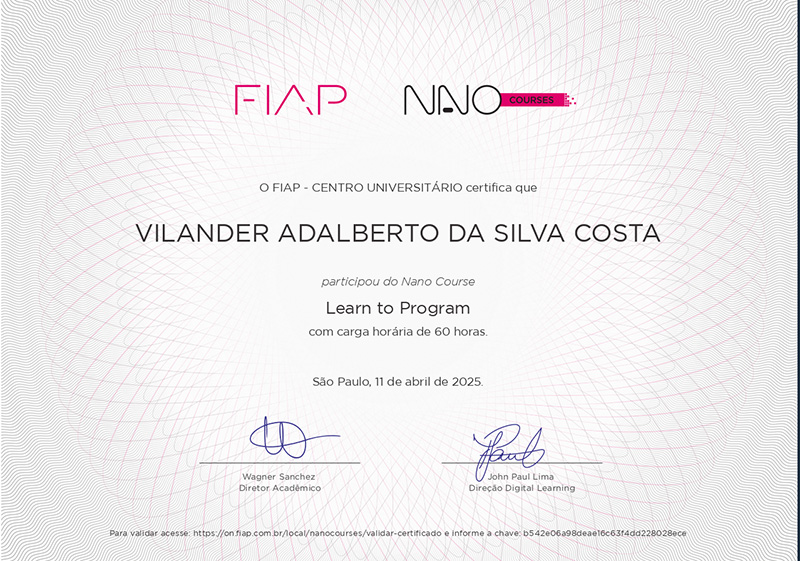 FIAP NANO COURSES
O FIAP - CENTRO UNIVERSITÁRIO certifica que
VILANDER ADALBERTO DA SILVA COSTA
participou do Nano Course
Learn to Program
com carga horária de 60 horas.
São Paulo, 11 de abril de 2025.
Wagner Sanchez
Diretor Acadêmico
John Paul Lima
Direção Digital Learning
Para validar acesse: https://on.fiap.com.br/local/nanocourses/validar-certificado e informe a chave: b542e06a98deae16c63f4dd228028ece